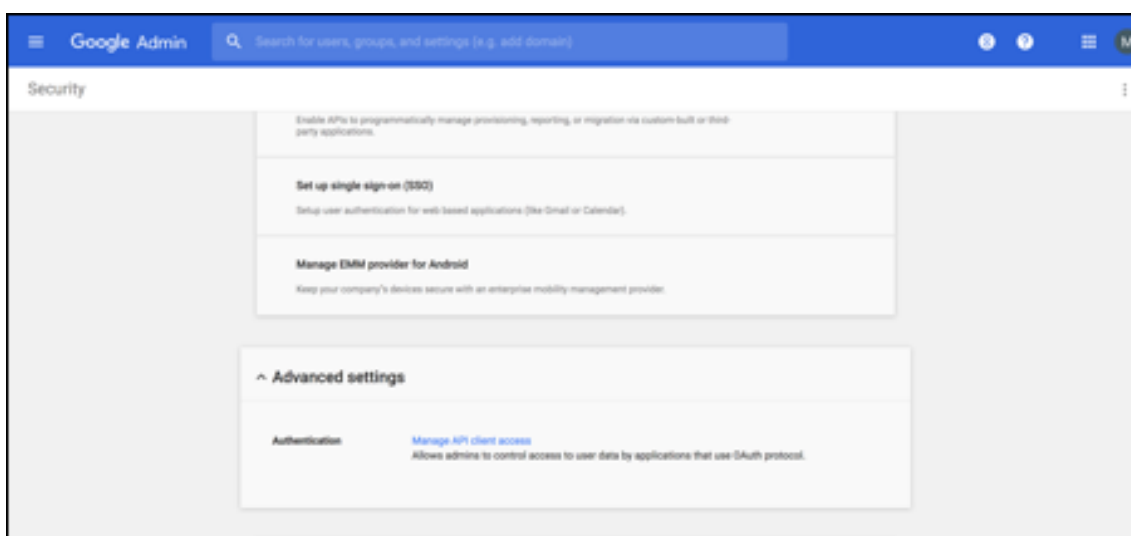 Google Admin
Search for users, groups, and settings (e.g. add domain)
M
Security
Enable APIs to programmatically manage provisioning, reporting, or migration via custom-built or third-
party applications.
Set up single sign-on (SSO)
Setup user authentication for web based applications (like Gmail or Calendar).
Manage EMM provider for Android
Keep your company's devices secure with an enterprise mobility management provider.
Advanced settings
Authentication
Manage API client access
Allows admins to control access to user data by applications that use OAuth protocol.